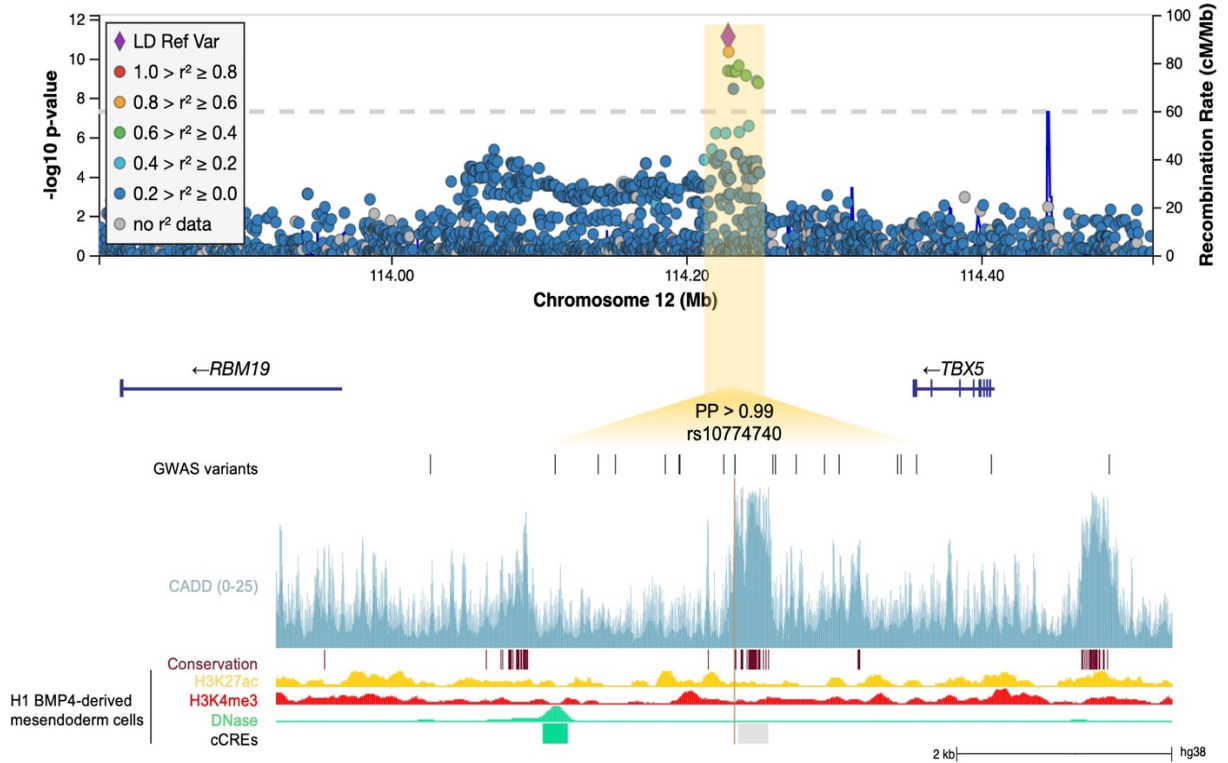 12
10
8
6
4
2
0
-log10 p-value
LD Ref Var
1.0 > r² ≥ 0.8
0.8 > r² ≥ 0.6
0.6 > r² ≥ 0.4
0.4 > r² ≥ 0.2
0.2 > r² ≥ 0.0
no r² data
100
80
60
40
20
0
Recombination Rate (cM/Mb)
114.00
114.20
114.40
Chromosome 12 (Mb)
←RBM19
←TBX5
PP > 0.99
rs10774740
GWAS variants
CADD (0-25)
Conservation
H3K27ac
H3K4me3
DNase
cCREs
H1 BMP4-derived
mesendoderm cells
2 kb
hg38